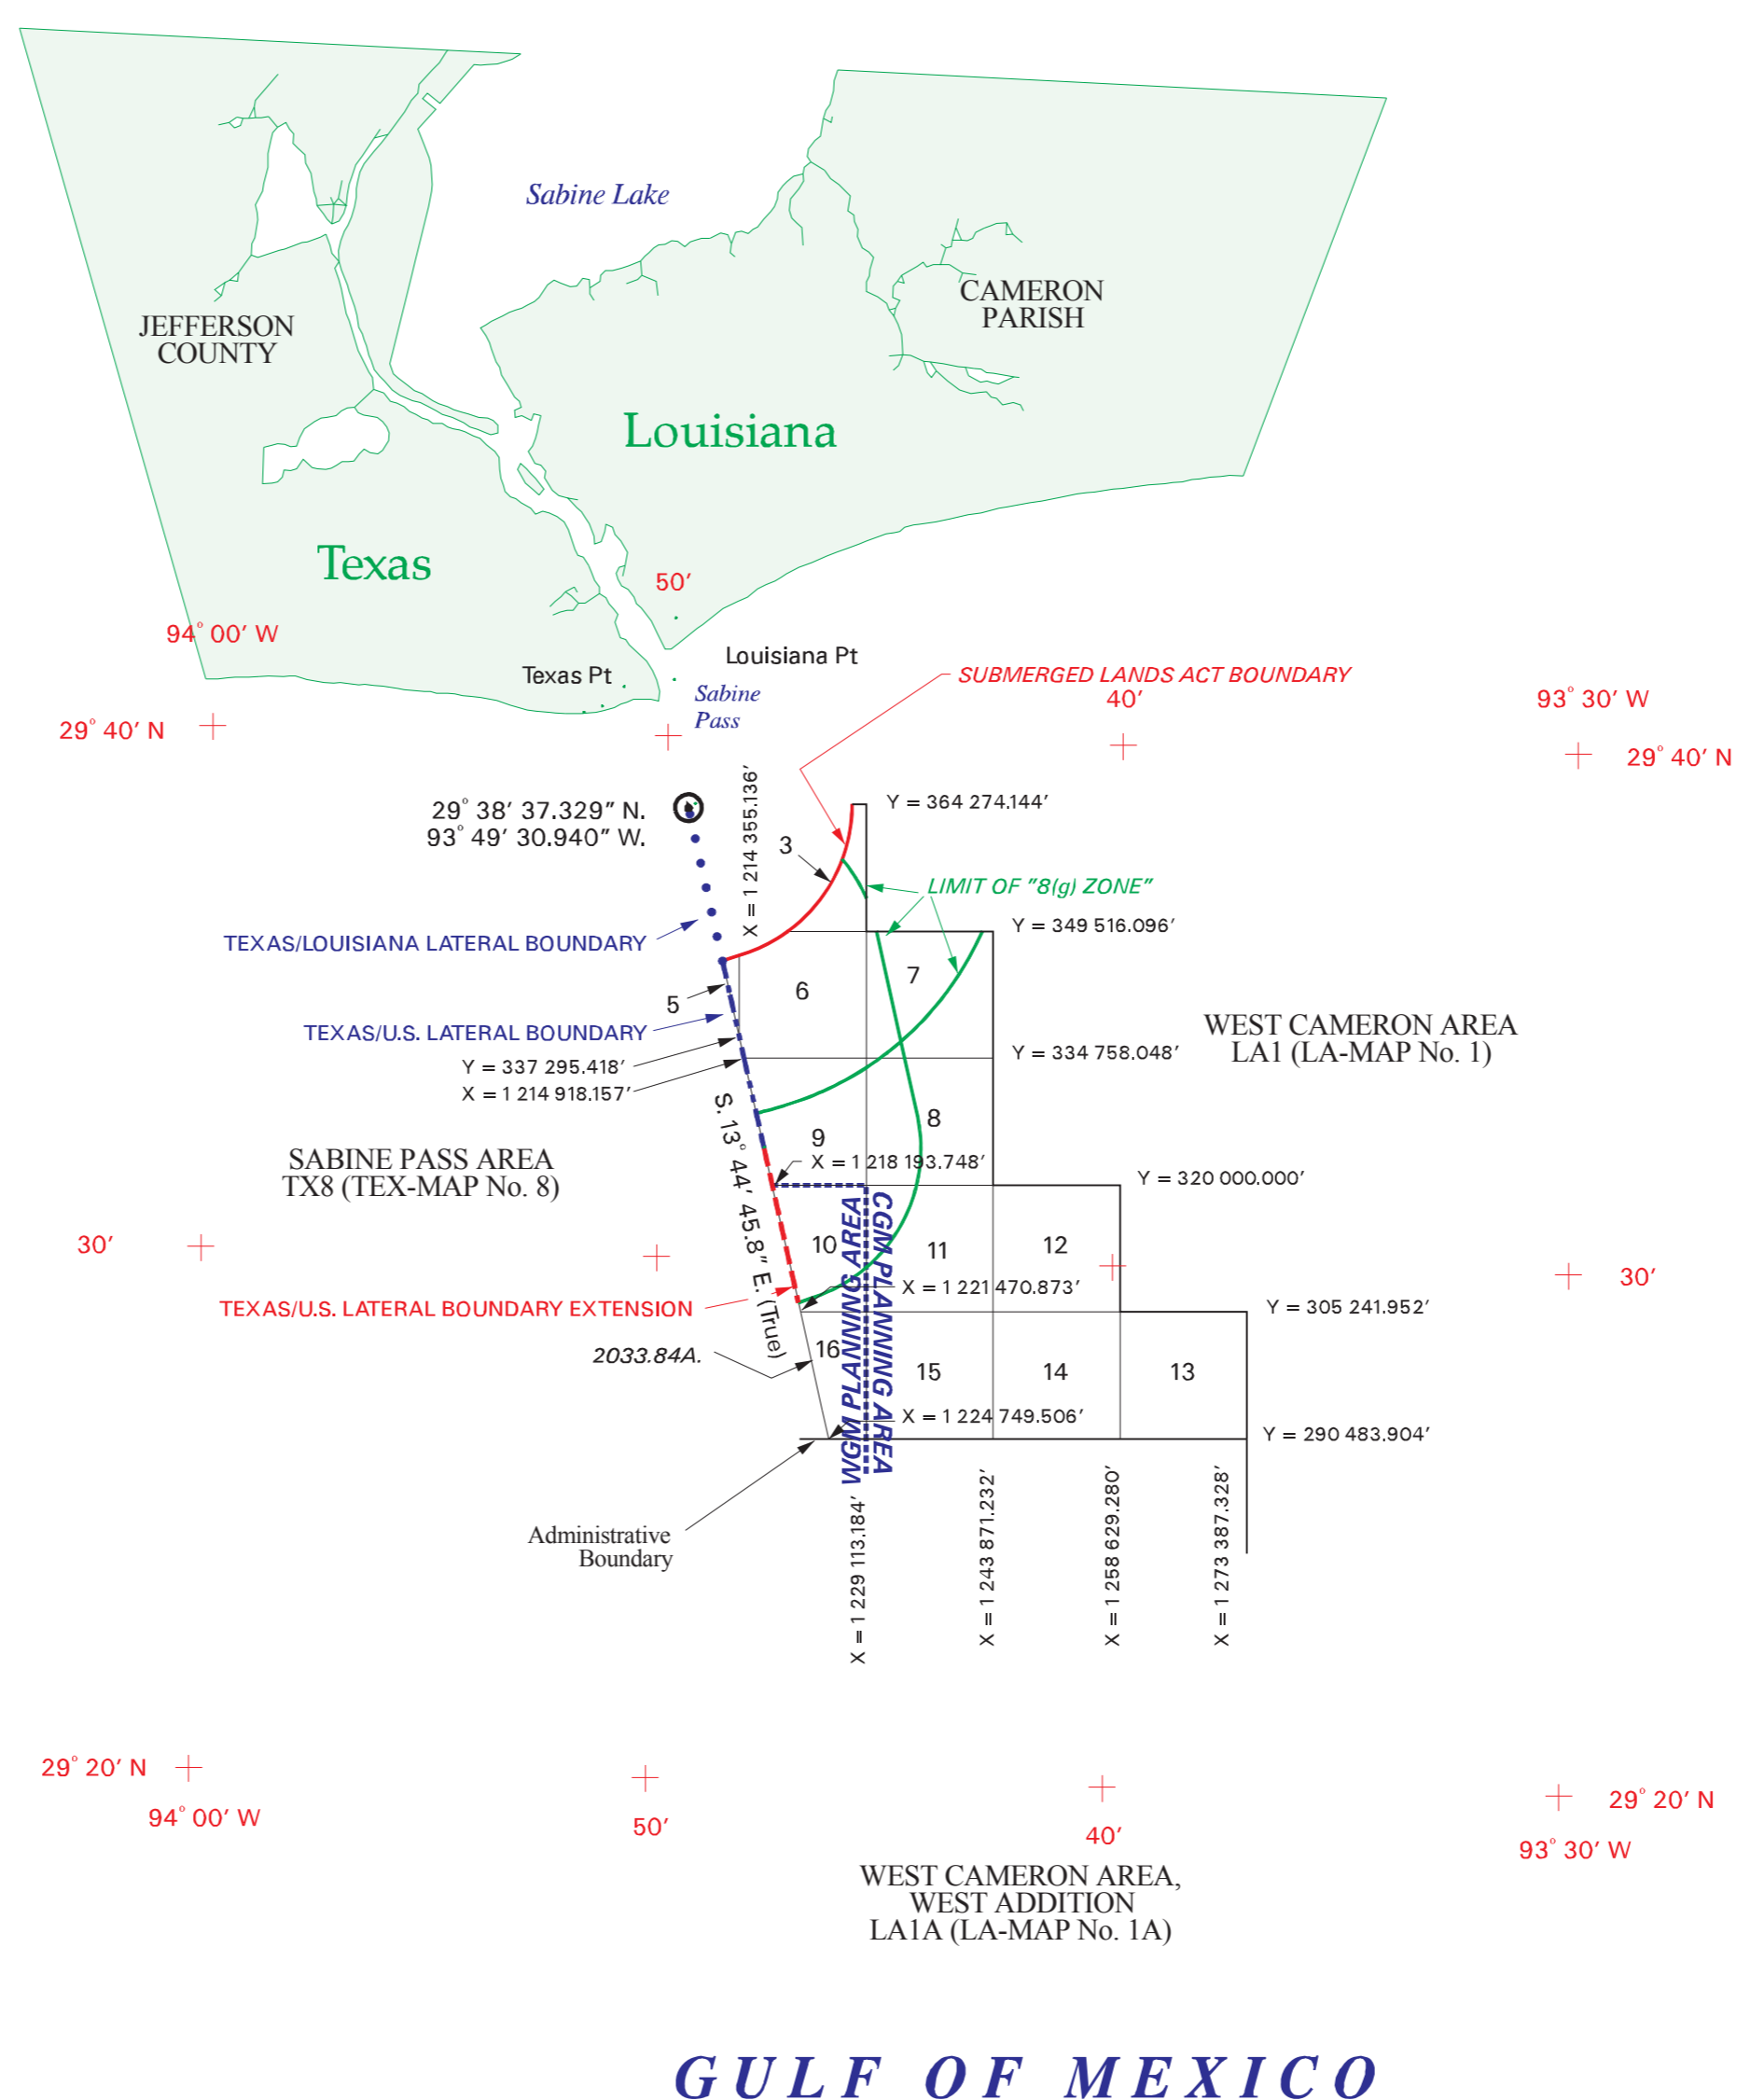 Sabine Lake
CAMERON
PARISH
JEFFERSON
COUNTY
Louisiana
Texas
50′
94° 00′ W
Louisiana Pt
Texas Pt
Sabine
Pass
SUBMERGED LANDS ACT BOUNDARY
40′
93° 30′ W
29° 40′ N
29° 40′ N
29° 38′ 37.329″ N.
93° 49′ 30.940″ W.
X = 1 214 355.136′
Y = 364 274.144′
3
LIMIT OF "8(g) ZONE"
Y = 349 516.096′
TEXAS/LOUISIANA LATERAL BOUNDARY
7
6
5
WEST CAMERON AREA
LA1 (LA-MAP No. 1)
TEXAS/U.S. LATERAL BOUNDARY
Y = 334 758.048′
Y = 337 295.418′
X = 1 214 918.157′
S. 13° 44′ 45.8″ E. (True)
8
9
SABINE PASS AREA
TX8 (TEX-MAP No. 8)
X = 1 218 193.748′
Y = 320 000.000′
WGM PLANNING AREA
CGM PLANNING AREA
30′
10
11
12
30′
X = 1 221 470.873′
TEXAS/U.S. LATERAL BOUNDARY EXTENSION
Y = 305 241.952′
2033.84A.
16
15
14
13
X = 1 224 749.506′
Y = 290 483.904′
Administrative
Boundary
X = 1 229 113.184′
X = 1 243 871.232′
X = 1 258 629.280′
X = 1 273 387.328′
29° 20′ N
29° 20′ N
94° 00′ W
50′
40′
93° 30′ W
WEST CAMERON AREA,
WEST ADDITION
LA1A (LA-MAP No. 1A)
GULF OF MEXICO